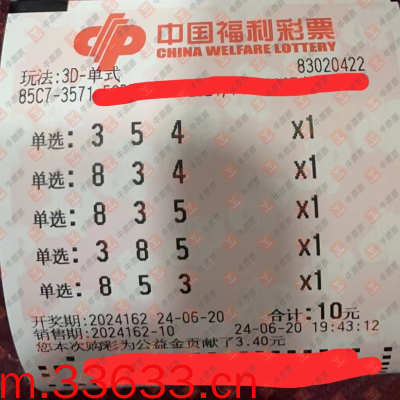 中国福利彩票
CHINA WELFARE LOTTERY
玩法:3D-单式
83020422
85C7-3571
单选: 3 5 4 x1
单选: 8 3 4 x1
单选: 8 3 5 x1
单选: 3 8 5 x1
单选: 8 5 3 x1
开奖期:2024162 24-06-20 合计:10元
销售期:2024162-10 24-06-20 19:43:12
您本次购彩为公益金贡献了3.40元
m.33633.cn